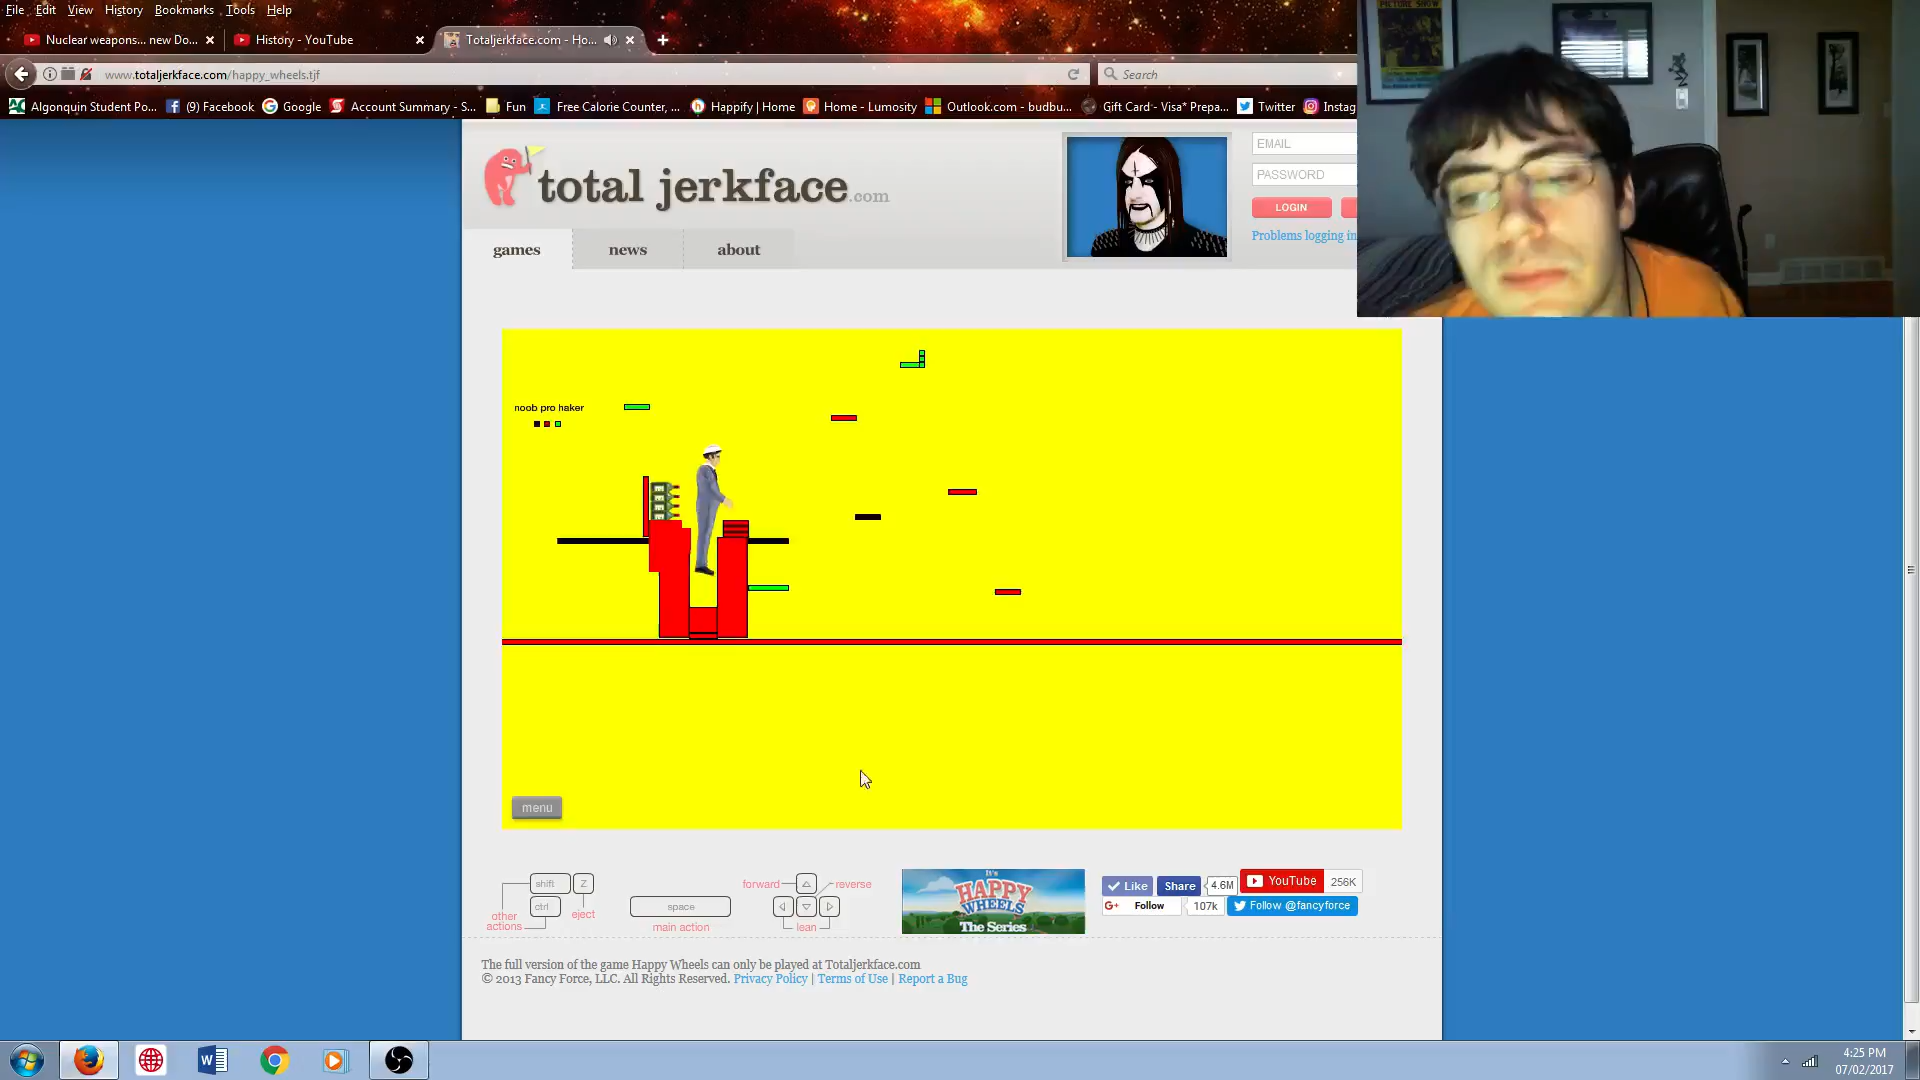 File Edit View History Bookmarks Tools Help
Nuclear weapons... new Do...
History - YouTube
Totaljerkface.com - Ho...
www.totaljerkface.com/happy_wheels.tjf
Search
Algonquin Student Po...
(9) Facebook
Google
Account Summary - S...
Fun
Free Calorie Counter, ...
Happify | Home
Home - Lumosity
Outlook.com - budbu...
Gift Card - Visa* Prepa...
Twitter
Instag
PICTURE SHOW
total jerkface.com
EMAIL
PASSWORD
LOGIN
Problems logging in
games
news
about
noob pro haker
menu
shift
Z
ctrl
other actions
eject
space
main action
forward
reverse
lean
IT'S
HAPPY WHEELS
The Series
Like
Share
4.6M
YouTube
256K
G+ Follow
107k
Follow @fancyforce
The full version of the game Happy Wheels can only be played at Totaljerkface.com
© 2013 Fancy Force, LLC. All Rights Reserved. Privacy Policy | Terms of Use | Report a Bug
4:25 PM
07/02/2017